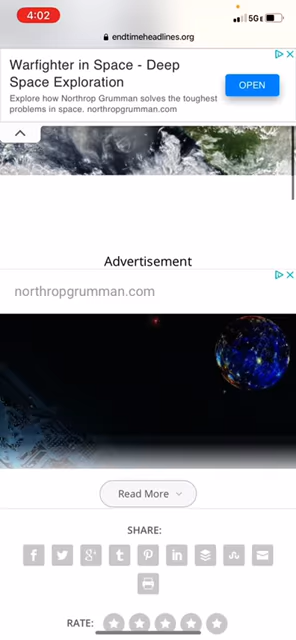 4:02
5GE
endtimeheadlines.org
Warfighter in Space - Deep
Space Exploration
Explore how Northrop Grumman solves the toughest
problems in space. northropgrumman.com
OPEN
Advertisement
northropgrumman.com
Read More
SHARE:
RATE: